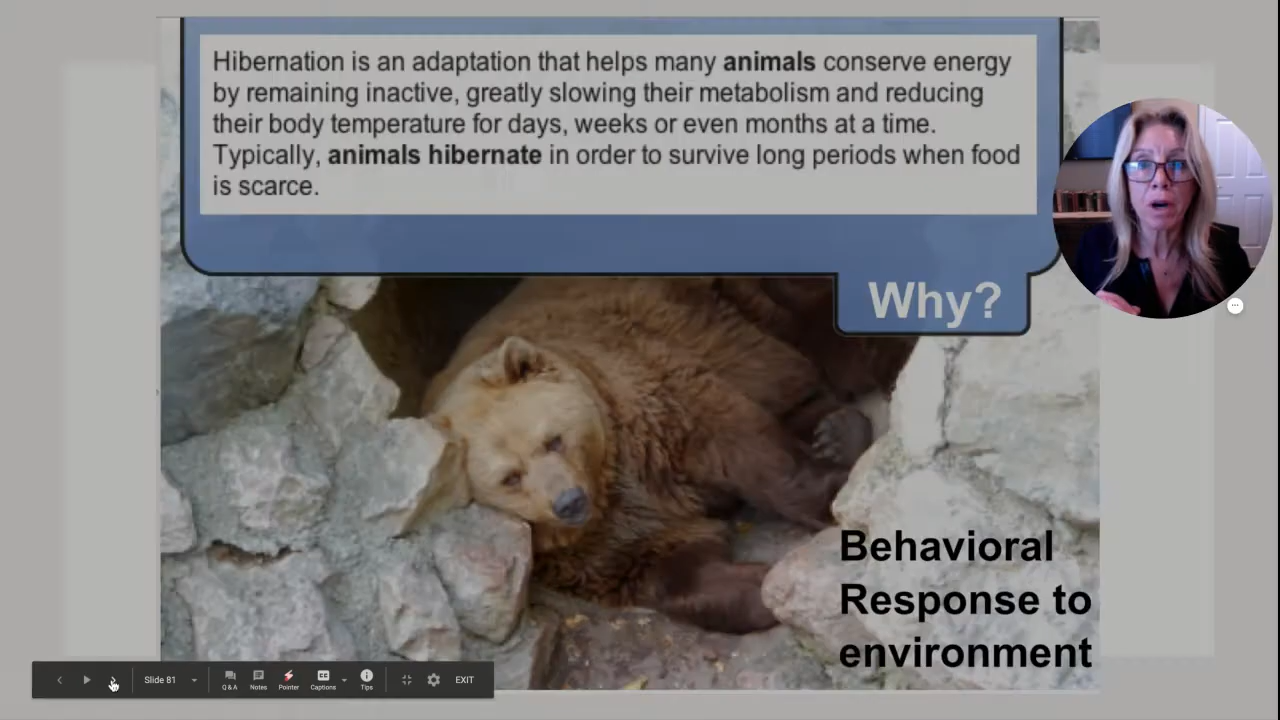 Hibernation is an adaptation that helps many animals conserve energy
by remaining inactive, greatly slowing their metabolism and reducing
their body temperature for days, weeks or even months at a time.
Typically, animals hibernate in order to survive long periods when food
is scarce.
Why?
Behavioral
Response to
environment
Slide 81
Q & A
Notes
Pointer
CC
Captions
Tips
EXIT